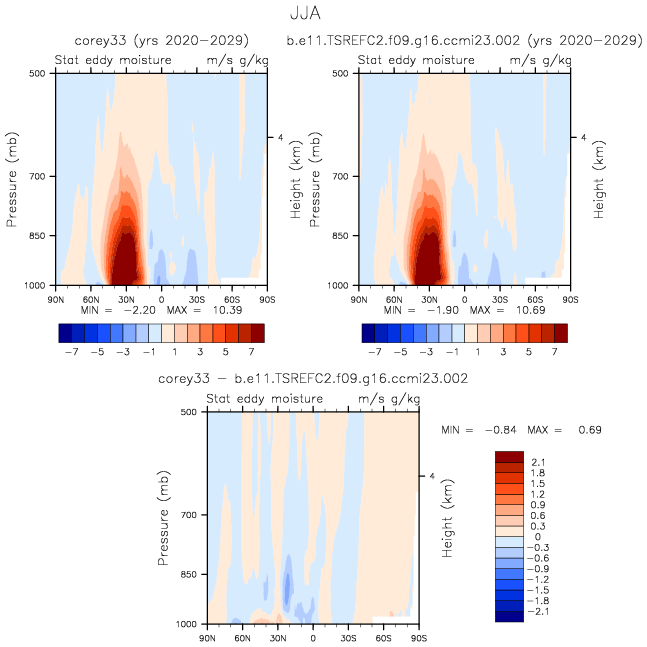 JJA
corey33 (yrs 2020-2029)
b.e11.TSREFC2.f09.g16.ccmi23.002 (yrs 2020-2029)
Stat eddy moisture m/s g/kg
Stat eddy moisture m/s g/kg
500
700
850
1000
Pressure (mb)
4
Height (km)
90N 60N 30N 0 30S 60S 90S
MIN = -2.20 MAX = 10.39
-7 -5 -3 -1 1 3 5 7
500
700
850
1000
Pressure (mb)
4
Height (km)
90N 60N 30N 0 30S 60S 90S
MIN = -1.90 MAX = 10.69
-7 -5 -3 -1 1 3 5 7
corey33 - b.e11.TSREFC2.f09.g16.ccmi23.002
Stat eddy moisture m/s g/kg
500
700
850
1000
Pressure (mb)
4
Height (km)
90N 60N 30N 0 30S 60S 90S
MIN = -0.84 MAX = 0.69
2.1
1.8
1.5
1.2
0.9
0.6
0.3
0
-0.3
-0.6
-0.9
-1.2
-1.5
-1.8
-2.1